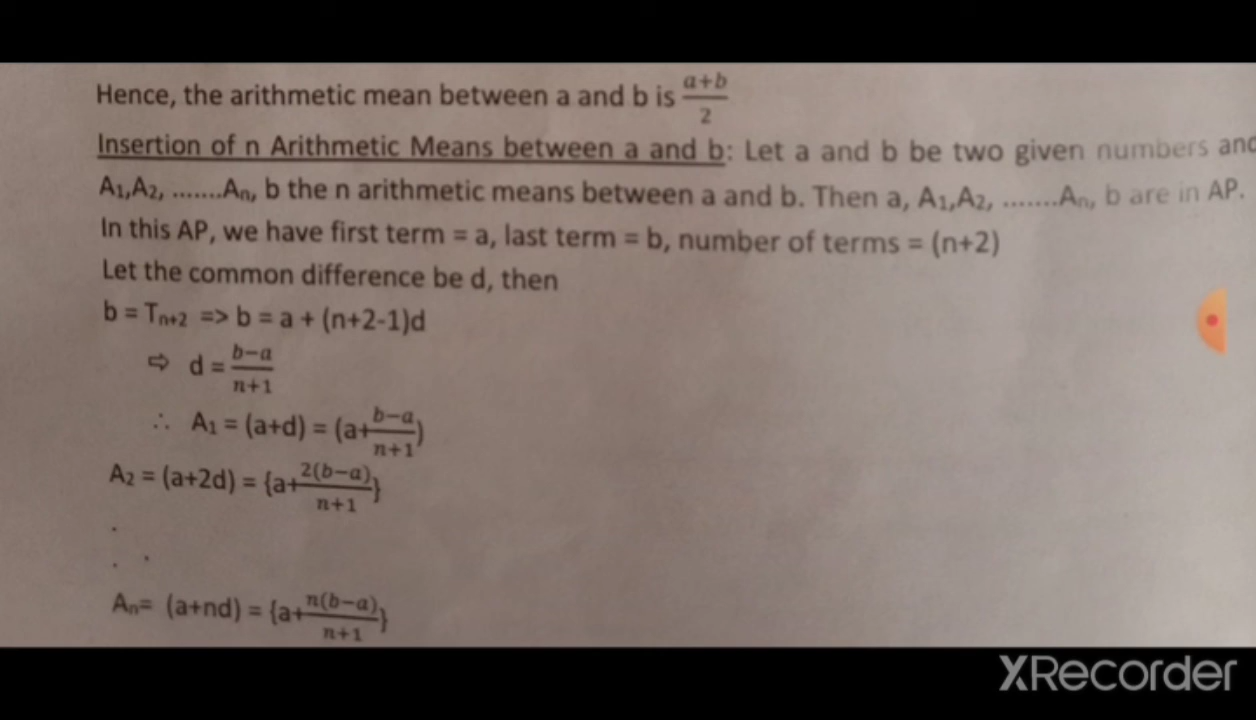 Hence, the arithmetic mean between a and b is a+b/2
Insertion of n Arithmetic Means between a and b: Let a and b be two given numbers and
A₁,A₂, .......Aₙ, b the n arithmetic means between a and b. Then a, A₁,A₂, .......Aₙ, b are in AP.
In this AP, we have first term = a, last term = b, number of terms = (n+2)
Let the common difference be d, then
b = Tₙ₊₂ => b = a + (n+2-1)d
⇨ d = b−a/n+1
∴ A₁ = (a+d) = (a+b−a/n+1)
A₂ = (a+2d) = {a+2(b−a)/n+1}
.
. .
Aₙ= (a+nd) = {a+n(b−a)/n+1}
XRecorder